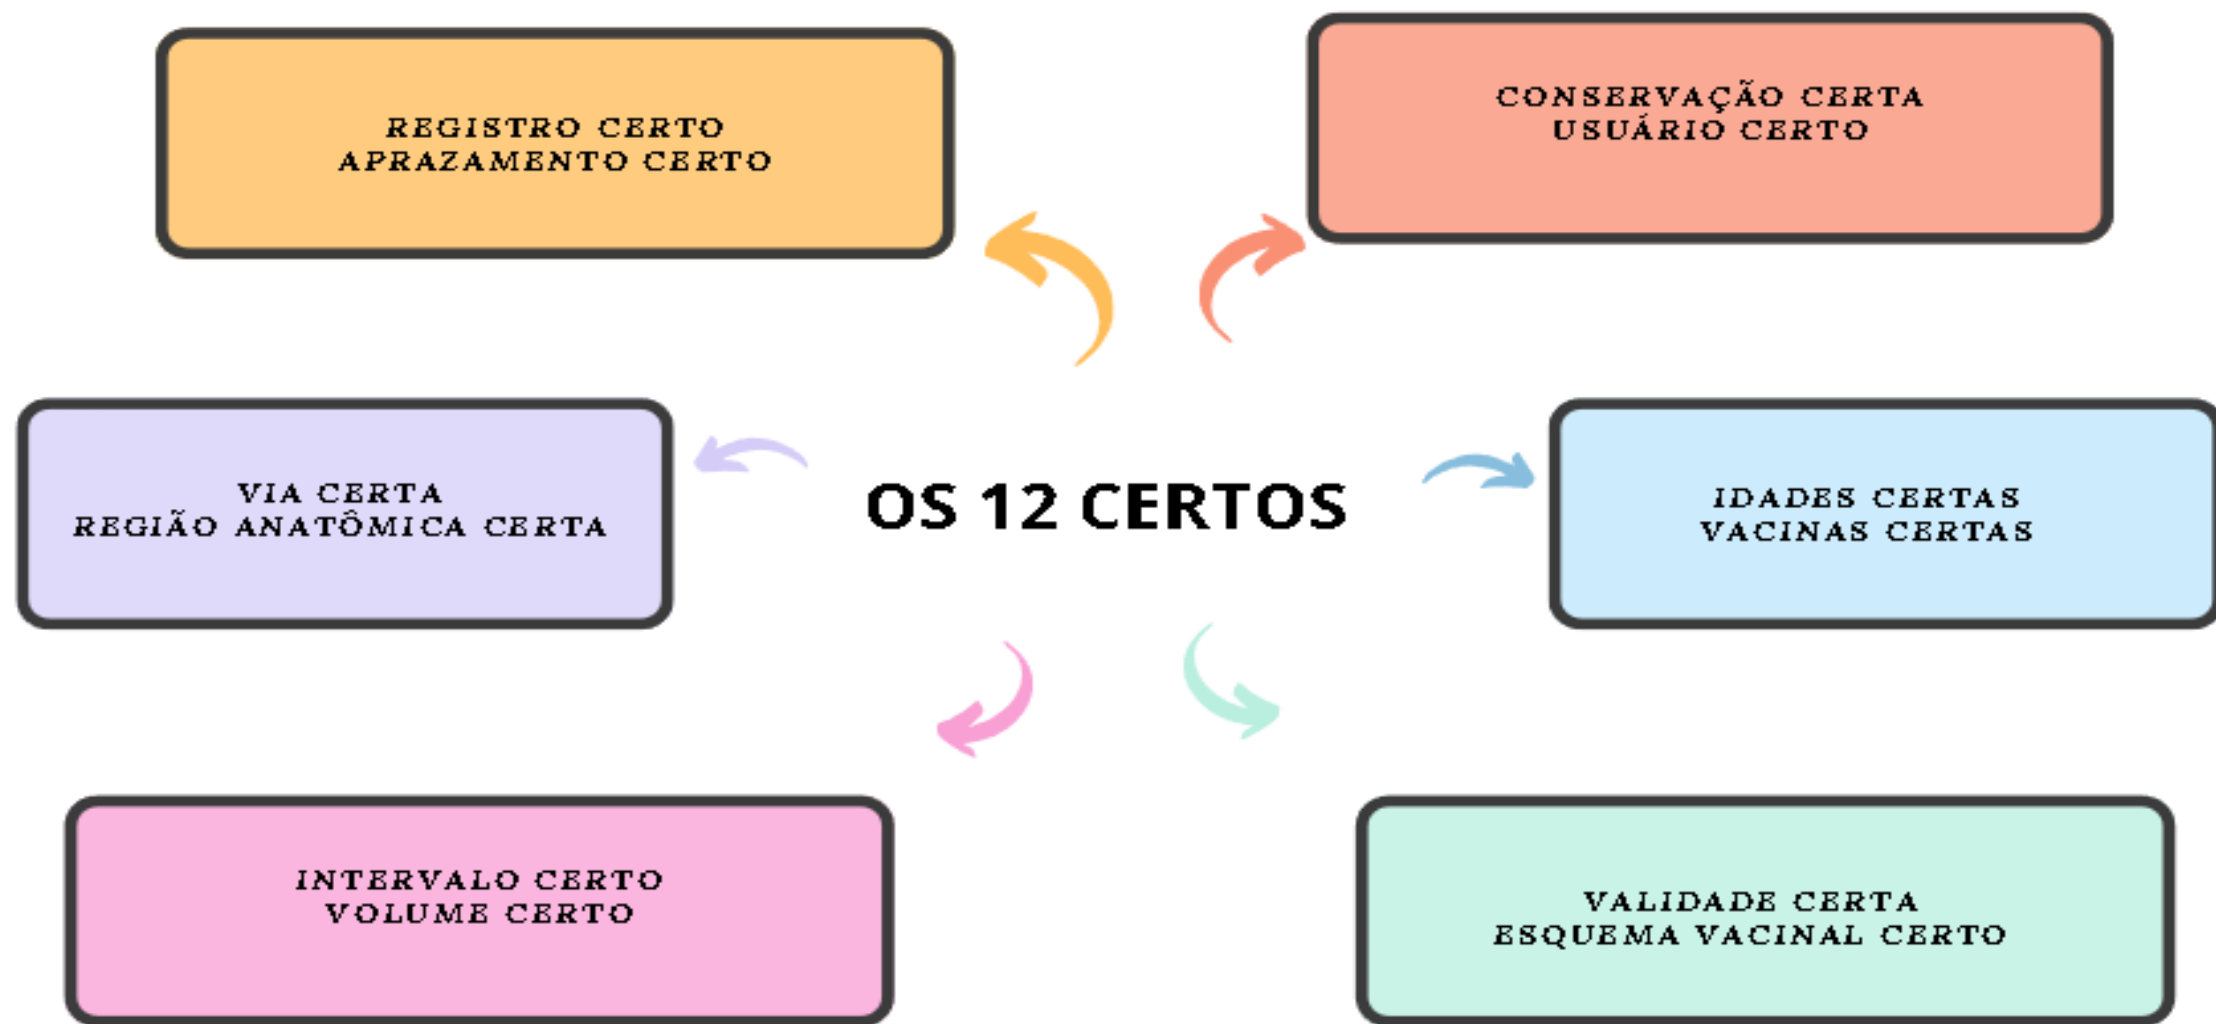 REGISTRO CERTO
APRAZAMENTO CERTO
CONSERVAÇÃO CERTA
USUÁRIO CERTO
VIA CERTA
REGIÃO ANATÔMICA CERTA
OS 12 CERTOS
IDADES CERTAS
VACINAS CERTAS
INTERVALO CERTO
VOLUME CERTO
VALIDADE CERTA
ESQUEMA VACINAL CERTO